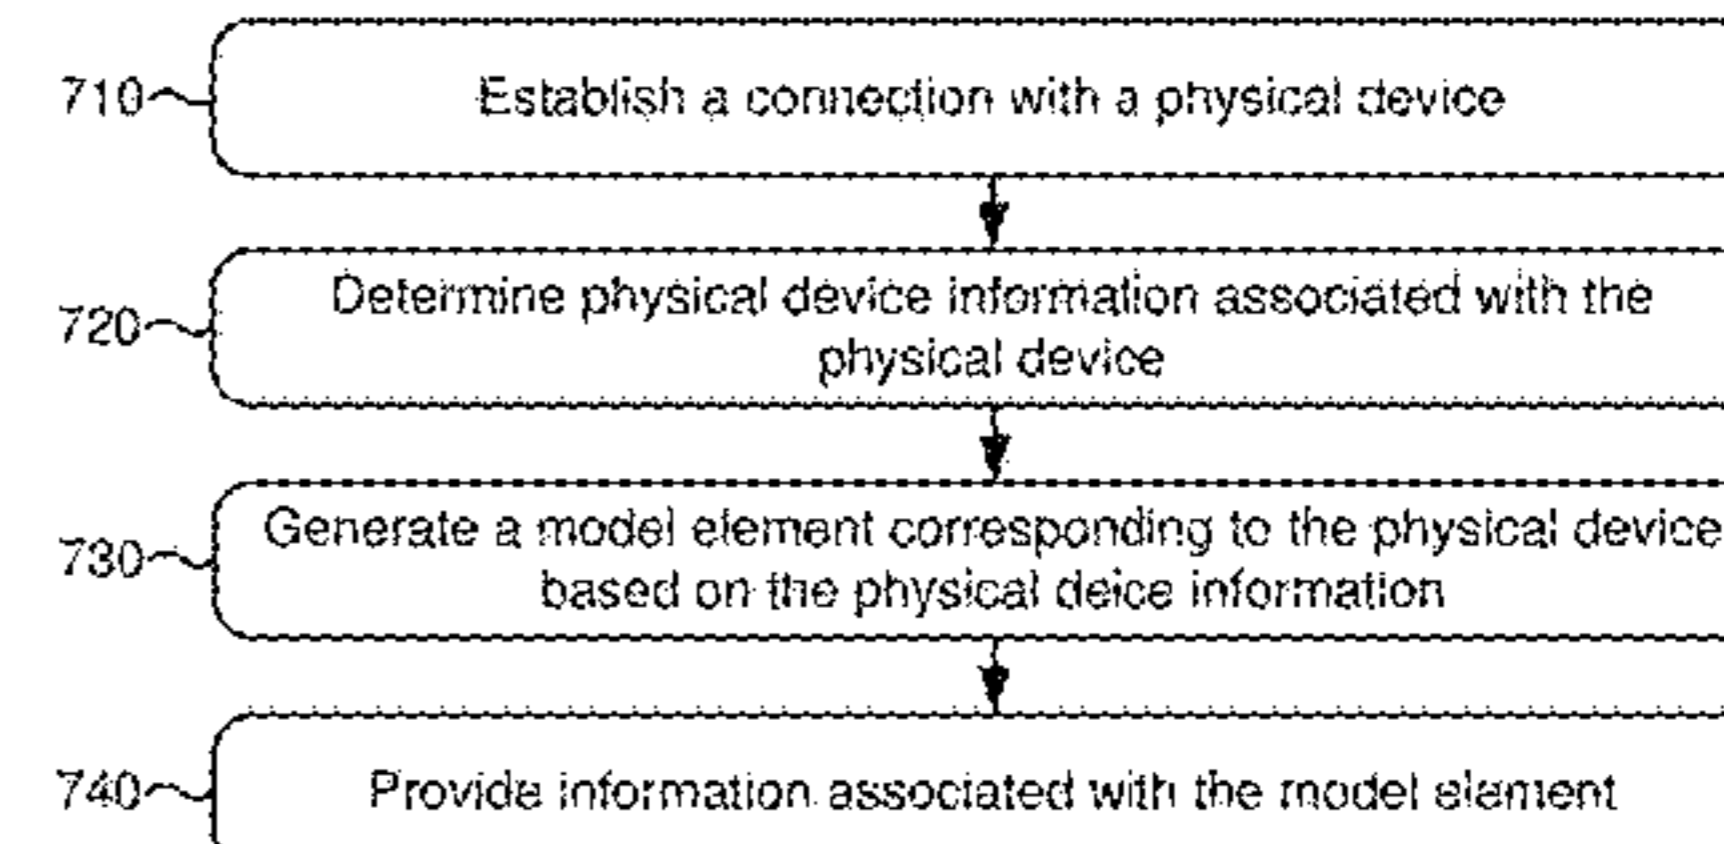 710
Establish a connection with a physical device
720
Determine physical device information associated with the
physical device
730
Generate a model element corresponding to the physical device
based on the physical deice information
740
Provide information associated with the model element